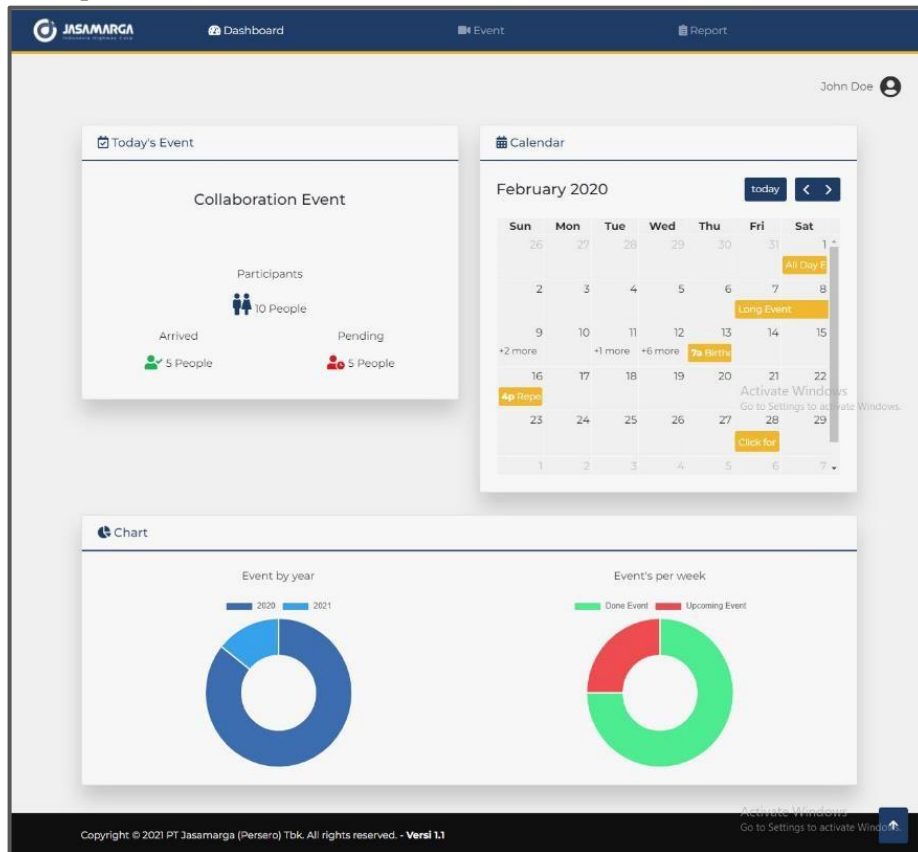 JASAMARGA
Dashboard
Event
Report
John Doe
Today's Event
Collaboration Event
Participants
10 People
Arrived
Pending
5 People
5 People
Calendar
February 2020
today
Sun Mon Tue Wed Thu Fri Sat
26 27 28 29 30 31 1
All Day E
2 3 4 5 6 7 8
Long Event
9 10 11 12 13 14 15
+2 more +1 more +6 more 7a Birthd
16 17 18 19 20 21 22
4p Repe
23 24 25 26 27 28 29
Click for
1 2 3 4 5 6 7
Activate Windows
Go to Settings to activate Windows.
Chart
Event by year
2020 2021
Event's per week
Done Event Upcoming Event
Copyright © 2021 PT Jasamarga (Persero) Tbk. All rights reserved. - Versi 1.1
Activate Windows
Go to Settings to activate Windows.